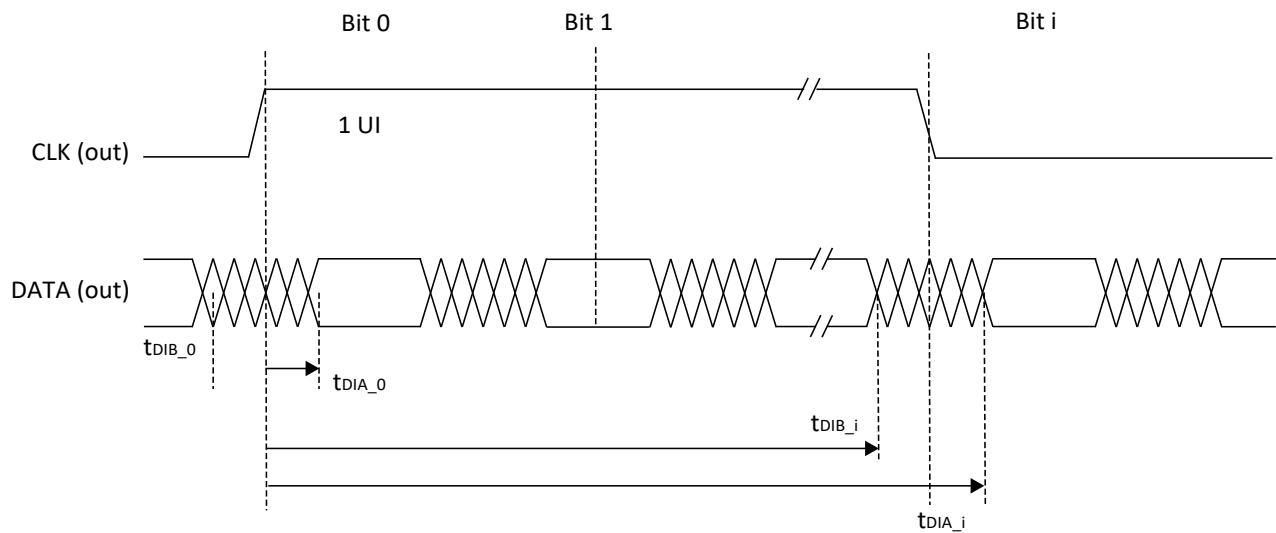 Bit 0
Bit 1
Bit i
1 UI
CLK (out)
DATA (out)
tDIB_0
tDIA_0
tDIB_i
tDIA_i